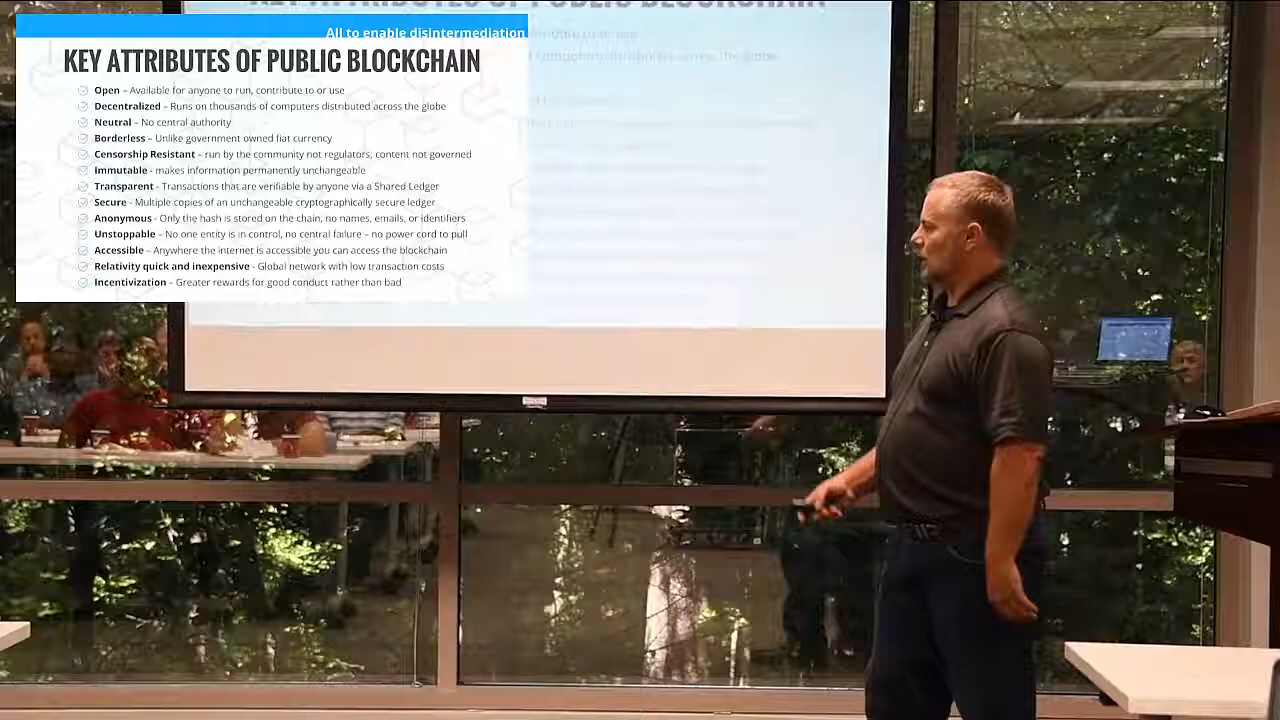 All to enable disintermediation
KEY ATTRIBUTES OF PUBLIC BLOCKCHAIN
Open – Available for anyone to run, contribute to or use
Decentralized – Runs on thousands of computers distributed across the globe
Neutral – No central authority
Borderless – Unlike government owned fiat currency
Censorship Resistant – run by the community not regulators, content not governed
Immutable - makes information permanently unchangeable
Transparent - Transactions that are verifiable by anyone via a Shared Ledger
Secure - Multiple copies of an unchangeable cryptographically secure ledger
Anonymous - Only the hash is stored on the chain, no names, emails, or identifiers
Unstoppable – No one entity is in control, no central failure – no power cord to pull
Accessible – Anywhere the internet is accessible you can access the blockchain
Relativity quick and inexpensive - Global network with low transaction costs
Incentivization – Greater rewards for good conduct rather than bad
KEY ATTRIBUTES OF PUBLIC BLOCKCHAIN